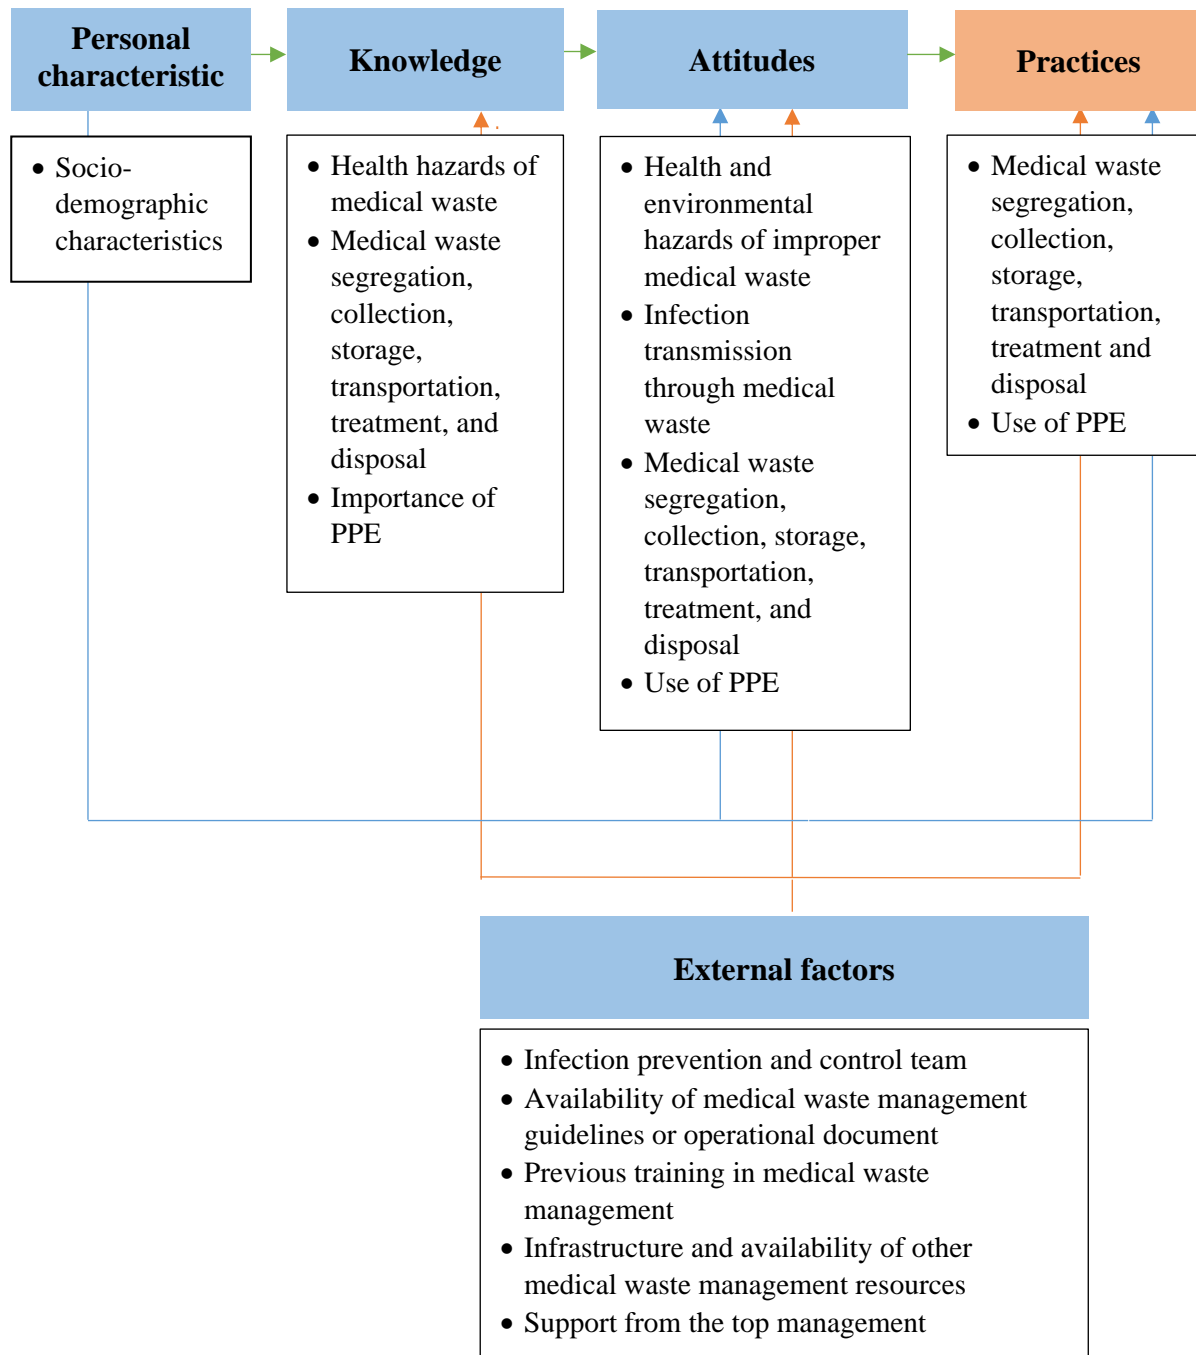 Personal
characteristic
Knowledge
Attitudes
Practices
• Socio-
demographic
characteristics
• Health hazards of
medical waste
• Medical waste
segregation,
collection,
storage,
transportation,
treatment, and
disposal
• Importance of
PPE
• Health and
environmental
hazards of improper
medical waste
• Infection
transmission
through medical
waste
• Medical waste
segregation,
collection, storage,
transportation,
treatment, and
disposal
• Use of PPE
• Medical waste
segregation,
collection,
storage,
transportation,
treatment and
disposal
• Use of PPE
External factors
• Infection prevention and control team
• Availability of medical waste management
guidelines or operational document
• Previous training in medical waste
management
• Infrastructure and availability of other
medical waste management resources
• Support from the top management